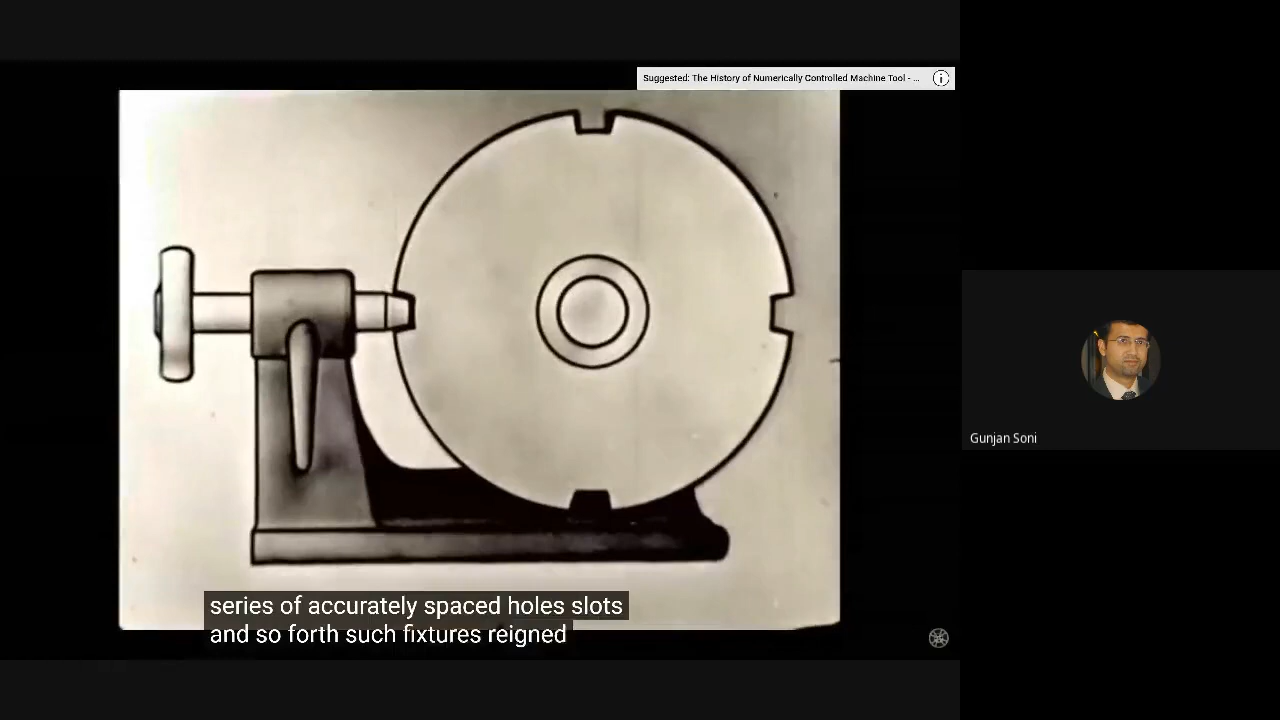 Suggested: The History of Numerically Controlled Machine Tool - ...
series of accurately spaced holes slots
and so forth such fixtures reigned
Gunjan Soni